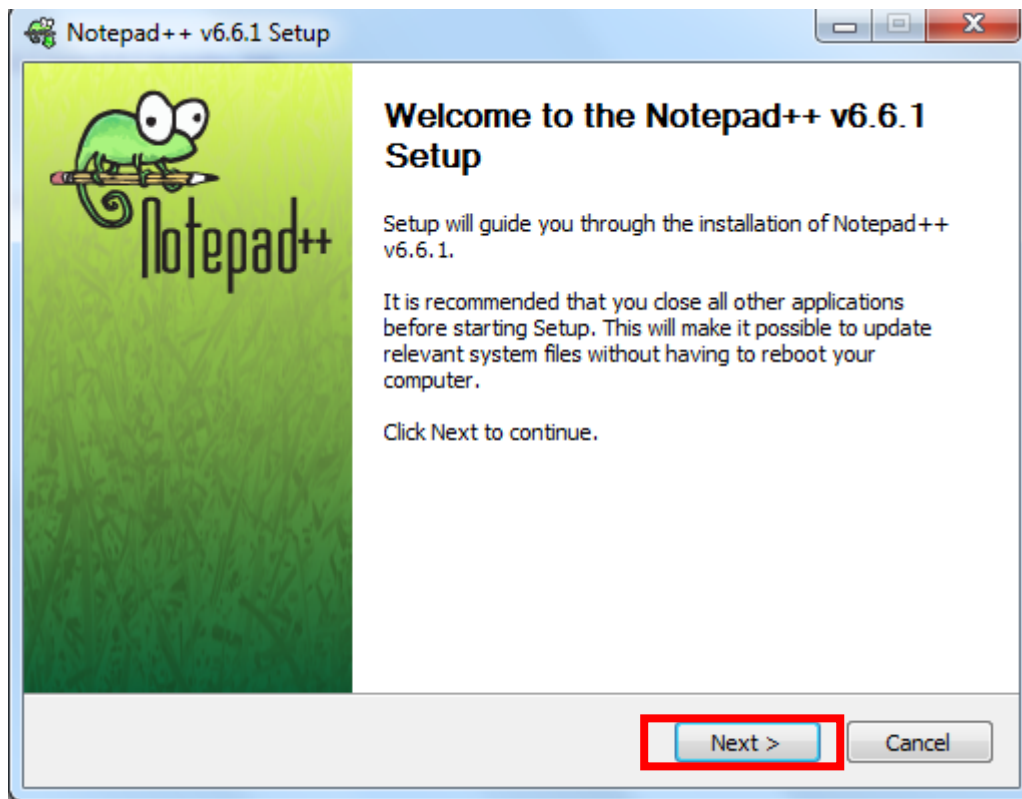 Notepad++ v6.6.1 Setup
Notepad++
Welcome to the Notepad++ v6.6.1
Setup
Setup will guide you through the installation of Notepad++
v6.6.1.
It is recommended that you close all other applications
before starting Setup. This will make it possible to update
relevant system files without having to reboot your
computer.
Click Next to continue.
Next >
Cancel